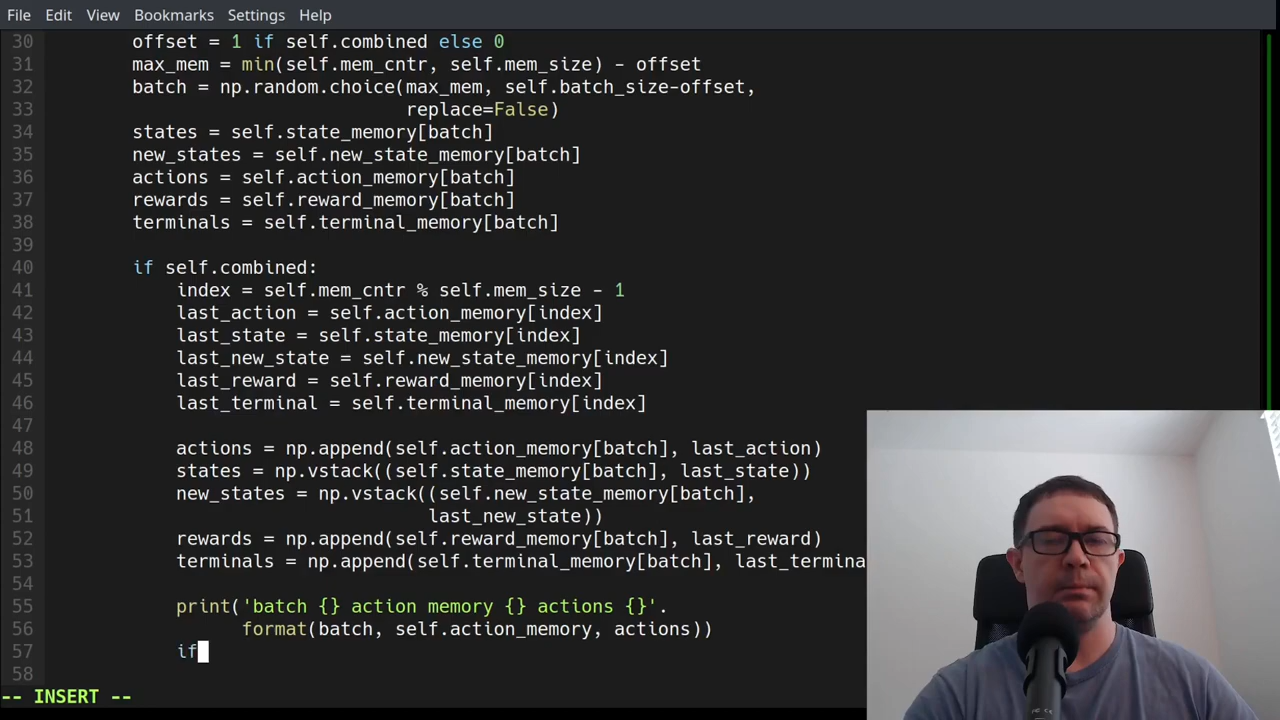 File Edit View Bookmarks Settings Help
30 offset = 1 if self.combined else 0
31 max_mem = min(self.mem_cntr, self.mem_size) - offset
32 batch = np.random.choice(max_mem, self.batch_size-offset,
33 replace=False)
34 states = self.state_memory[batch]
35 new_states = self.new_state_memory[batch]
36 actions = self.action_memory[batch]
37 rewards = self.reward_memory[batch]
38 terminals = self.terminal_memory[batch]
39
40 if self.combined:
41 index = self.mem_cntr % self.mem_size - 1
42 last_action = self.action_memory[index]
43 last_state = self.state_memory[index]
44 last_new_state = self.new_state_memory[index]
45 last_reward = self.reward_memory[index]
46 last_terminal = self.terminal_memory[index]
47
48 actions = np.append(self.action_memory[batch], last_action)
49 states = np.vstack((self.state_memory[batch], last_state))
50 new_states = np.vstack((self.new_state_memory[batch],
51 last_new_state))
52 rewards = np.append(self.reward_memory[batch], last_reward)
53 terminals = np.append(self.terminal_memory[batch], last_termina
54
55 print('batch {} action memory {} actions {}'.
56 format(batch, self.action_memory, actions))
57 if
58
-- INSERT --